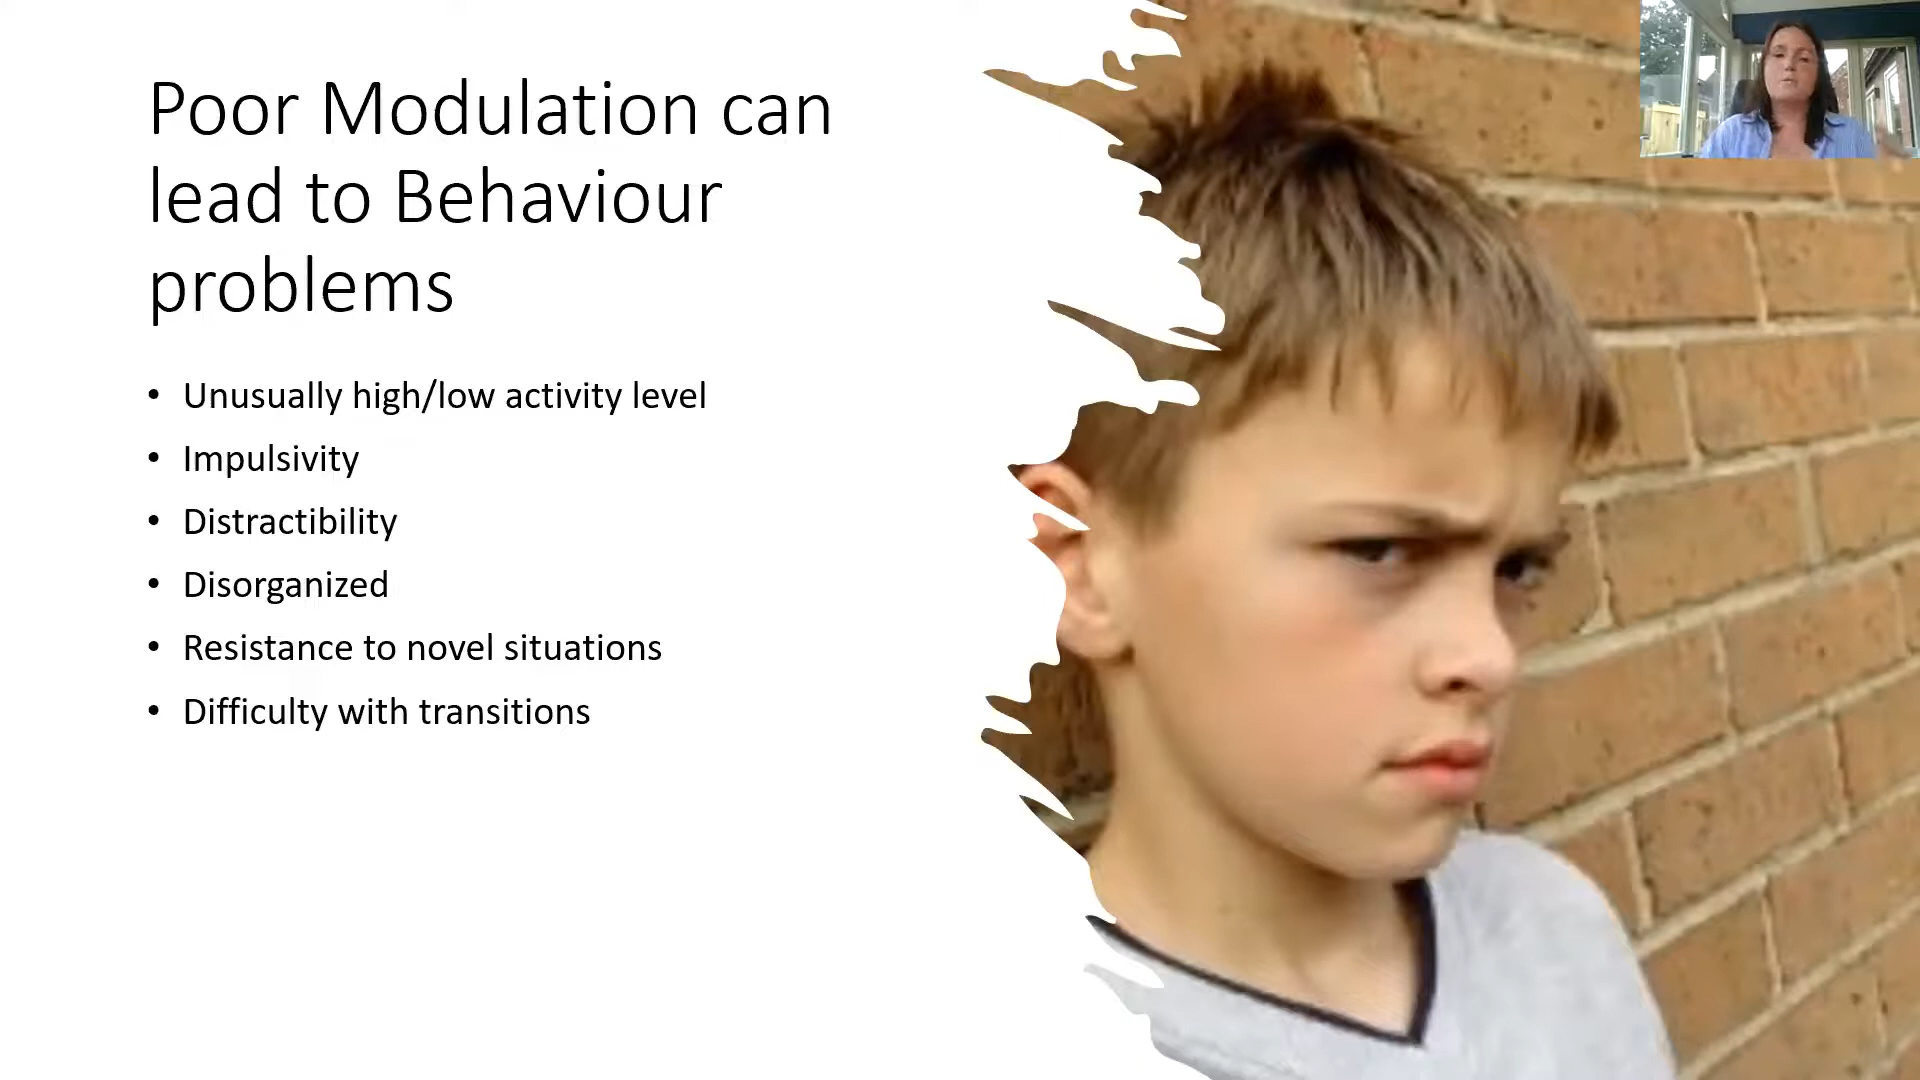 Poor Modulation can
lead to Behaviour
problems
• Unusually high/low activity level
• Impulsivity
• Distractibility
• Disorganized
• Resistance to novel situations
• Difficulty with transitions